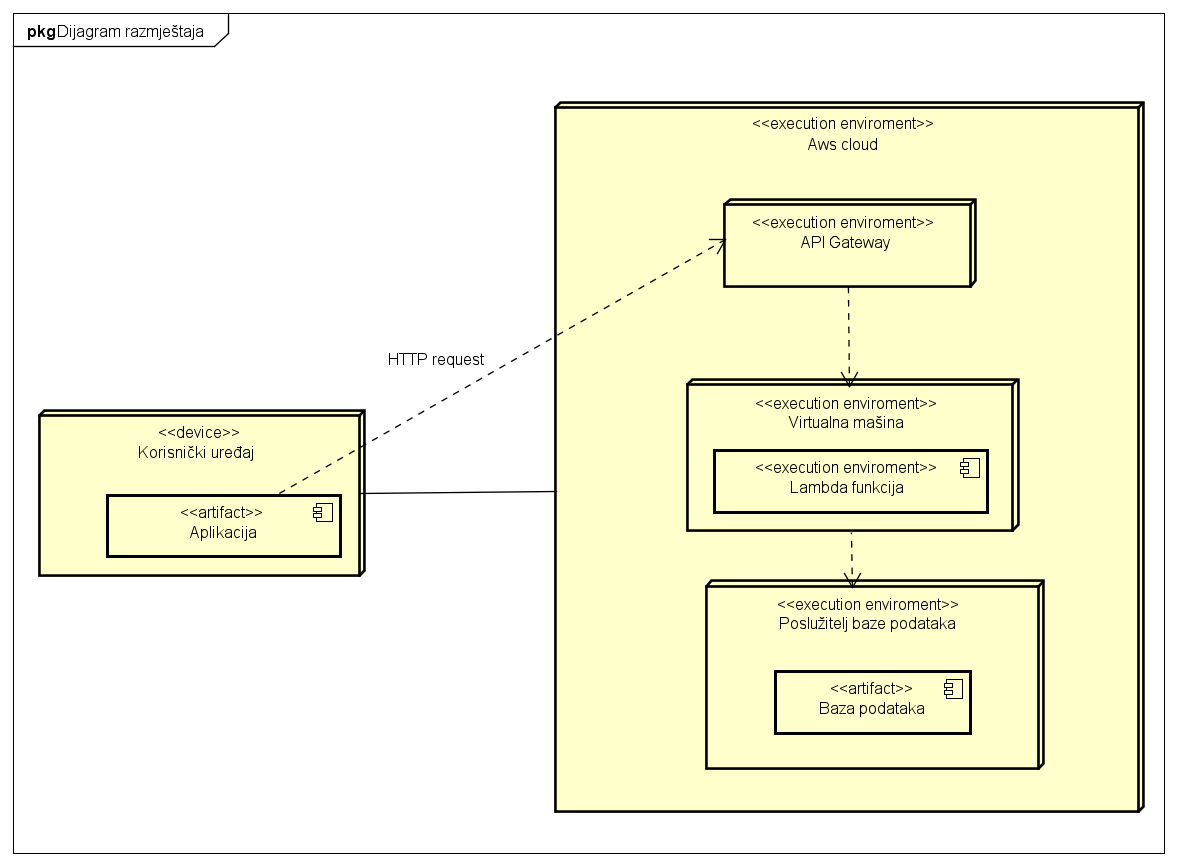 pkgDijagram razmještaja
<<execution enviroment>>
Aws cloud
<<execution enviroment>>
API Gateway
HTTP request
<<execution enviroment>>
Virtualna mašina
<<execution enviroment>>
Lambda funkcija
<<device>>
Korisnički uređaj
<<artifact>>
Aplikacija
<<execution enviroment>>
Poslužitelj baze podataka
<<artifact>>
Baza podataka